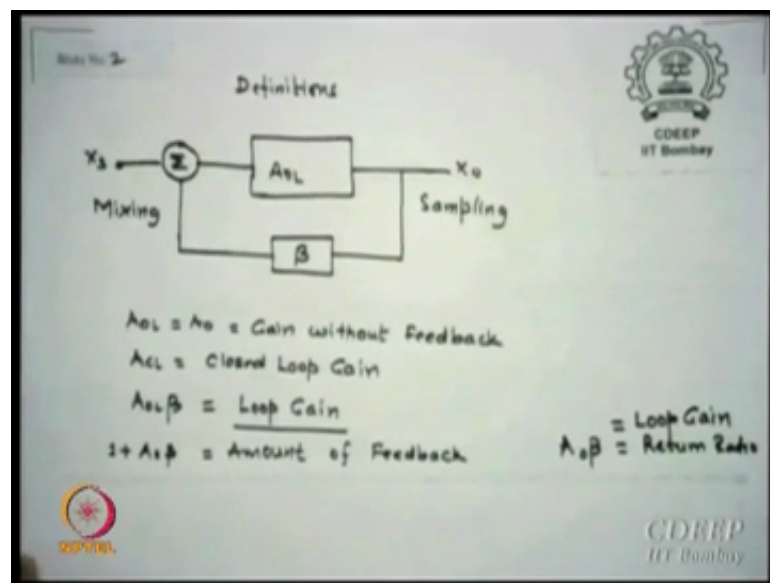 2
Definitions
CDEEP
IIT Bombay
Xs
Σ
AOL
Xo
Mixing
Sampling
β
AOL = Ao = Gain without Feedback
ACL = Closed Loop Gain
AOLβ = Loop Gain
1 + Aoβ = Amount of Feedback
= Loop Gain
Aoβ = Return Ratio
NPTEL
CDEEP
IIT Bombay